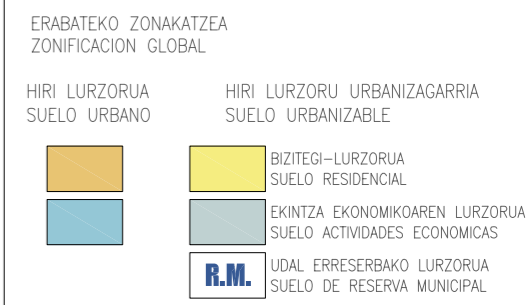 ERABATEKO ZONAKATZEA
ZONIFICACION GLOBAL
HIRI LURZORUA
SUELO URBANO
HIRI LURZORU URBANIZAGARRIA
SUELO URBANIZABLE
BIZITEGI-LURZORUA
SUELO RESIDENCIAL
EKINTZA EKONOMIKOAREN LURZORUA
SUELO ACTIVIDADES ECONOMICAS
R.M.
UDAL ERRESERBAKO LURZORUA
SUELO DE RESERVA MUNICIPAL